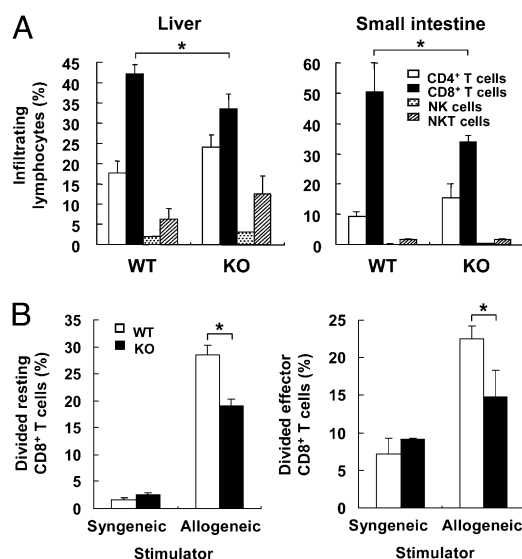 A
Liver
Small intestine
*
*
CD4⁺ T cells
CD8⁺ T cells
NK cells
NKT cells
Infiltrating
lymphocytes (%)
45
40
35
30
25
20
15
10
5
0
WT
KO
60
50
40
30
20
10
0
WT
KO
B
WT
KO
*
*
Divided resting
CD8⁺ T cells (%)
35
30
25
20
15
10
5
0
Syngeneic
Allogeneic
Stimulator
Divided effector
CD8⁺ T cells (%)
25
20
15
10
5
0
Syngeneic
Allogeneic
Stimulator